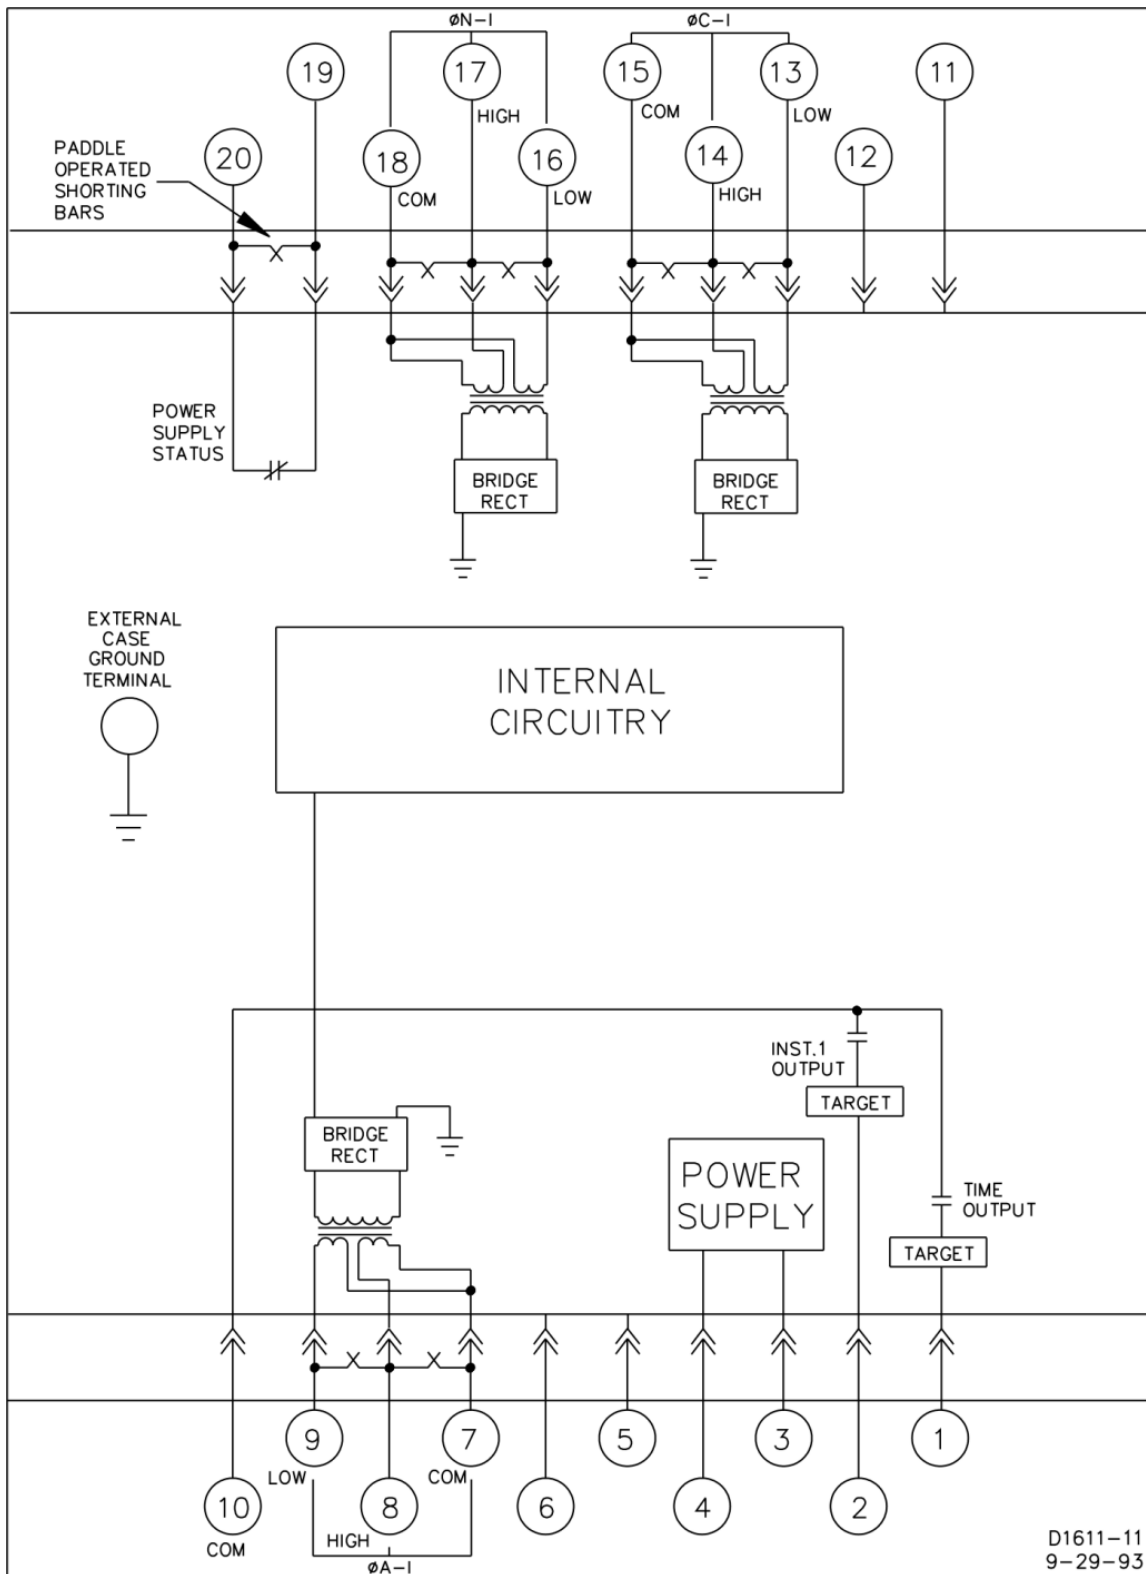 øN-I
øC-I
19
17
15
13
11
HIGH
COM
LOW
20
18
16
14
12
PADDLE
OPERATED
SHORTING
BARS
COM
LOW
HIGH
POWER
SUPPLY
STATUS
BRIDGE
RECT
BRIDGE
RECT
EXTERNAL
CASE
GROUND
TERMINAL
INTERNAL
CIRCUITRY
INST.1
OUTPUT
TARGET
BRIDGE
RECT
POWER
SUPPLY
TIME
OUTPUT
TARGET
9
7
5
3
1
LOW
COM
10
8
6
4
2
COM
HIGH
øA-I
D1611-11
9-29-93